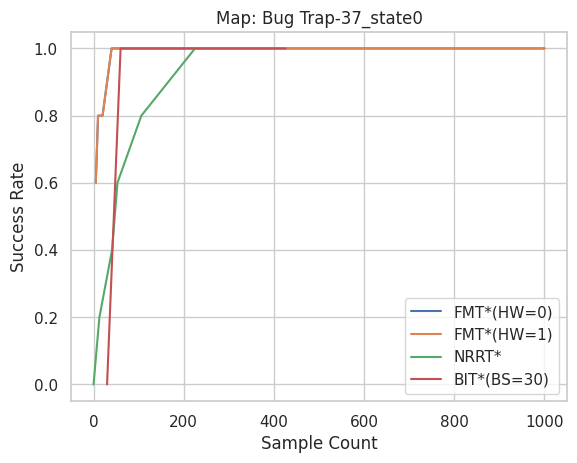 Map: Bug Trap-37_state0
Success Rate
1.0
0.8
0.6
0.4
0.2
0.0
FMT*(HW=0)
FMT*(HW=1)
NRRT*
BIT*(BS=30)
0 200 400 600 800 1000
Sample Count